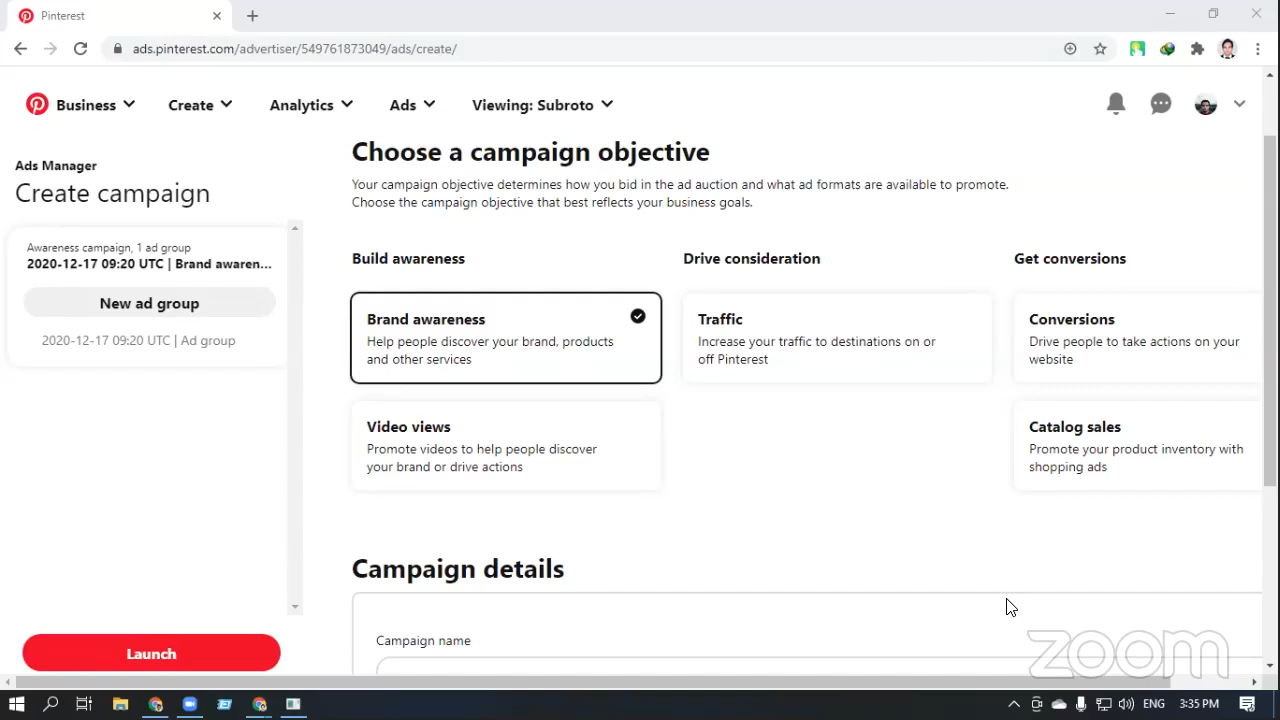 Pinterest
ads.pinterest.com/advertiser/549761873049/ads/create/
Business
Create
Analytics
Ads
Viewing: Subroto
Ads Manager
Create campaign
Awareness campaign, 1 ad group
2020-12-17 09:20 UTC | Brand awaren...
New ad group
2020-12-17 09:20 UTC | Ad group
Launch
Choose a campaign objective
Your campaign objective determines how you bid in the ad auction and what ad formats are available to promote.
Choose the campaign objective that best reflects your business goals.
Build awareness
Brand awareness
Help people discover your brand, products
and other services
Video views
Promote videos to help people discover
your brand or drive actions
Drive consideration
Traffic
Increase your traffic to destinations on or
off Pinterest
Get conversions
Conversions
Drive people to take actions on your
website
Catalog sales
Promote your product inventory with
shopping ads
Campaign details
Campaign name
zoom
ENG
3:35 PM